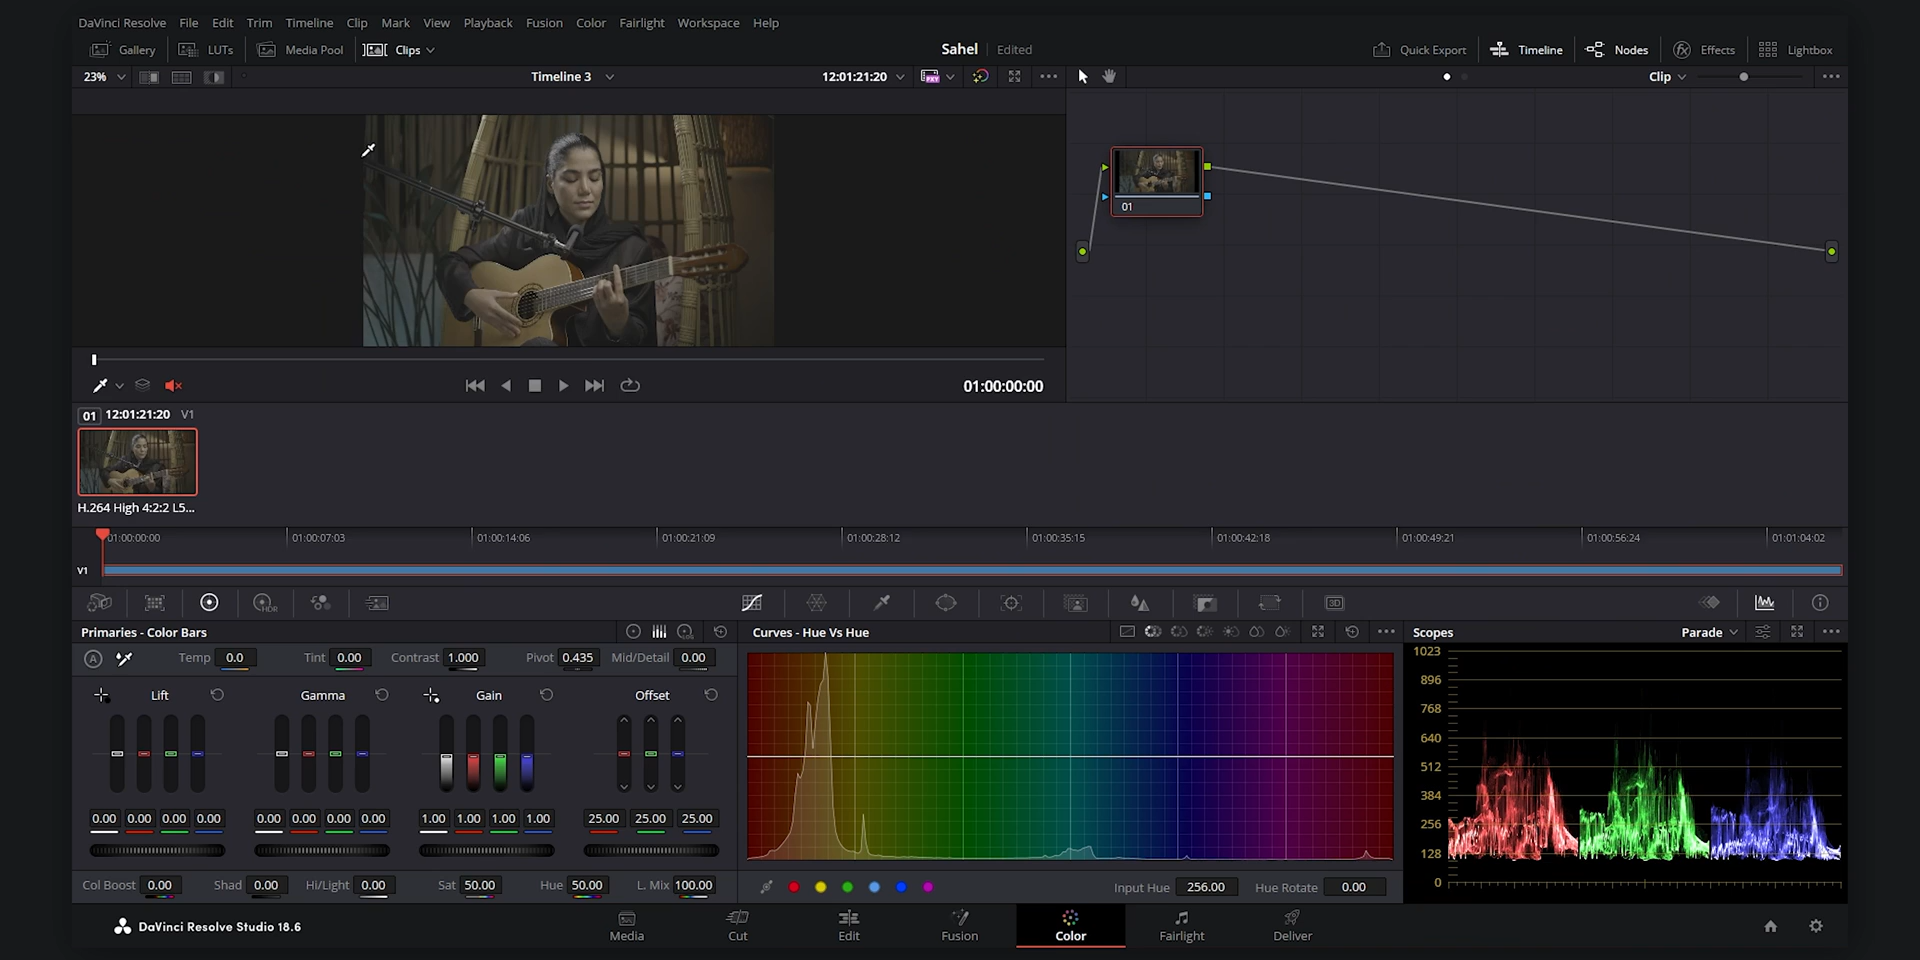 DaVinci Resolve File Edit Trim Timeline Clip Mark View Playback Fusion Color Fairlight Workspace Help
Gallery LUTs Media Pool Clips Sahel Edited Quick Export Timeline Nodes Effects Lightbox
23% Timeline 3 12:01:21:20 Clip
01
01:00:00:00
01 12:01:21:20 V1
H.264 High 4:2:2 L5...
01:00:00:00 01:00:07:03 01:00:14:06 01:00:21:09 01:00:28:12 01:00:35:15 01:00:42:18 01:00:49:21 01:00:56:24 01:01:04:02
V1
HDR 3D
Primaries - Color Bars
LOG
A Temp 0.0 Tint 0.00 Contrast 1.000 Pivot 0.435 Mid/Detail 0.00
Lift Gamma Gain Offset
0.00 0.00 0.00 0.00 0.00 0.00 0.00 0.00 1.00 1.00 1.00 1.00 25.00 25.00 25.00
Col Boost 0.00 Shad 0.00 Hi/Light 0.00 Sat 50.00 Hue 50.00 L. Mix 100.00
Curves - Hue Vs Hue
Input Hue 256.00 Hue Rotate 0.00
Scopes Parade
1023
896
768
640
512
384
256
128
0
DaVinci Resolve Studio 18.6 Media Cut Edit Fusion Color Fairlight Deliver